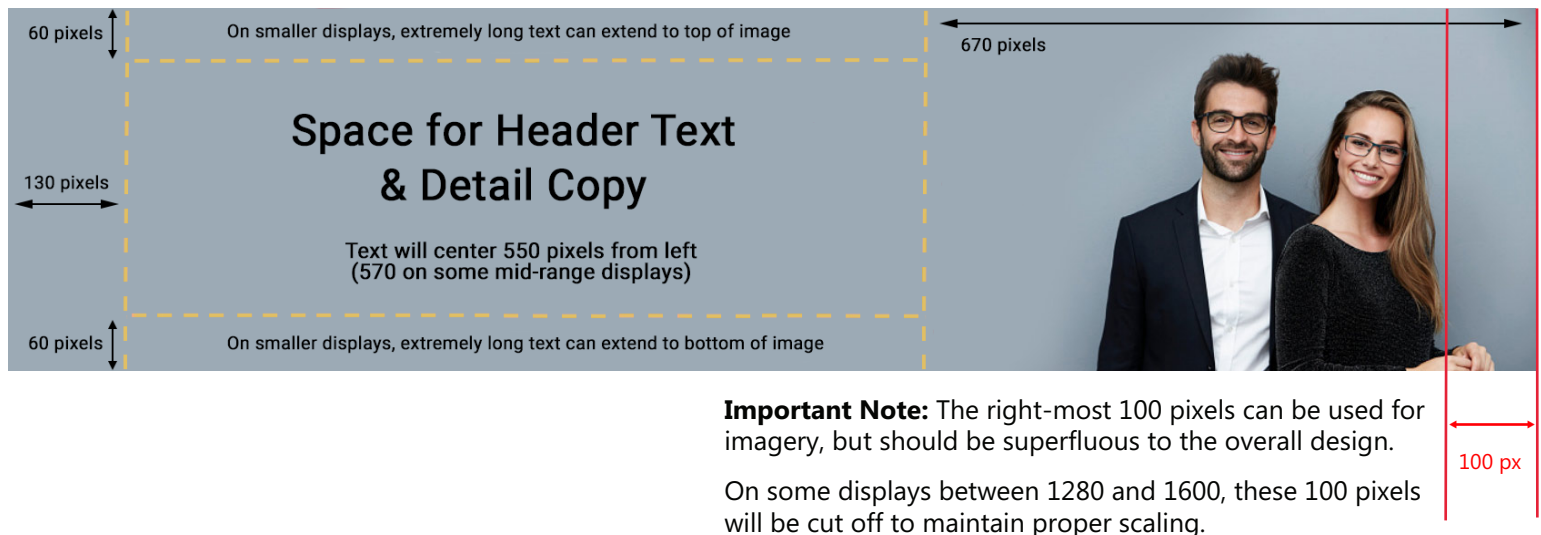 60 pixels
On smaller displays, extremely long text can extend to top of image
670 pixels
Space for Header Text
& Detail Copy
130 pixels
Text will center 550 pixels from left
(570 on some mid-range displays)
60 pixels
On smaller displays, extremely long text can extend to bottom of image
Important Note: The right-most 100 pixels can be used for
imagery, but should be superfluous to the overall design.
100 px
On some displays between 1280 and 1600, these 100 pixels
will be cut off to maintain proper scaling.